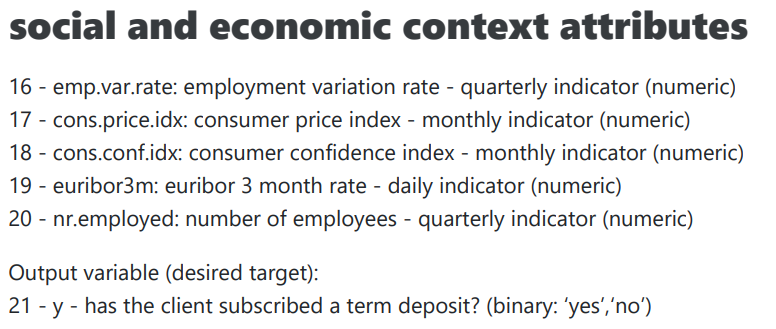 social and economic context attributes
16 - emp.var.rate: employment variation rate - quarterly indicator (numeric)
17 - cons.price.idx: consumer price index - monthly indicator (numeric)
18 - cons.conf.idx: consumer confidence index - monthly indicator (numeric)
19 - euribor3m: euribor 3 month rate - daily indicator (numeric)
20 - nr.employed: number of employees - quarterly indicator (numeric)
Output variable (desired target):
21 - y - has the client subscribed a term deposit? (binary: ‘yes’,‘no’)